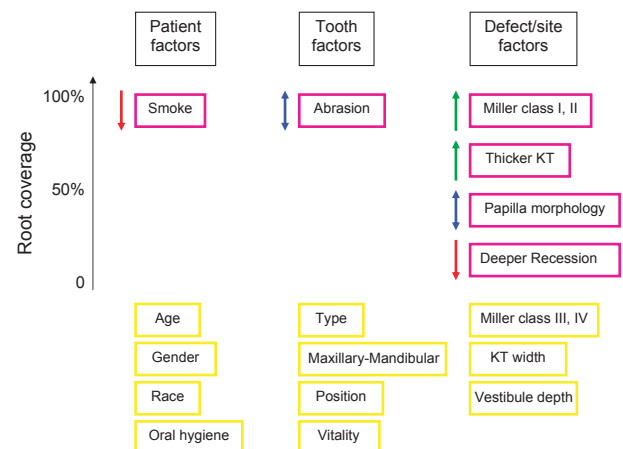 Patient
factors
Tooth
factors
Defect/site
factors
100%
Smoke
Abrasion
Miller class I, II
Thicker KT
50%
Papilla morphology
Deeper Recession
0
Root coverage
Age
Type
Miller class III, IV
Gender
Maxillary-Mandibular
KT width
Race
Position
Vestibule depth
Oral hygiene
Vitality